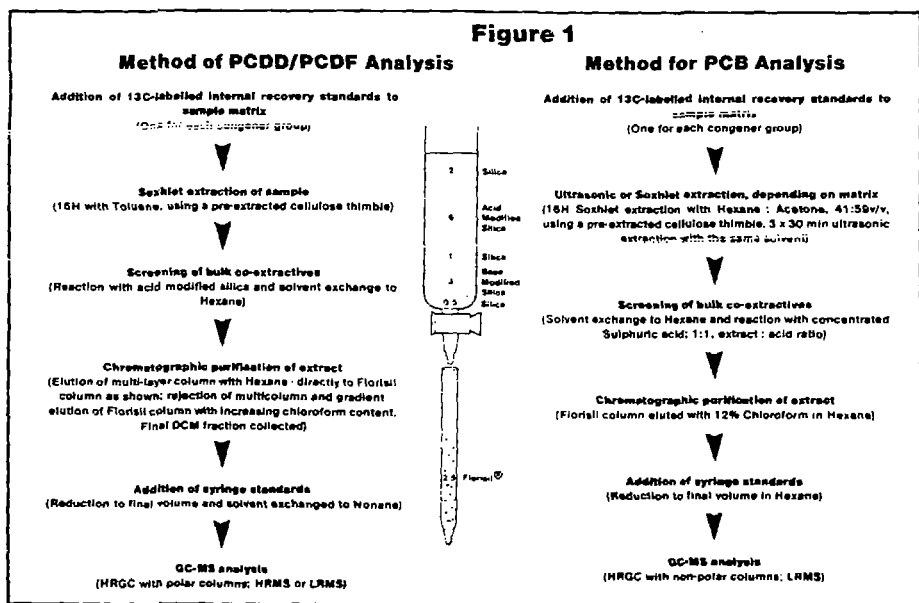 Figure 1
Method of PCDD/PCDF Analysis
Addition of 13C-labelled internal recovery standards to
sample matrix
(One for each congener group)
Soxhlet extraction of sample
(16H with Toluene, using a pre-extracted cellulose thimble)
Screening of bulk co-extractives
(Reaction with acid modified silica and solvent exchange to
Hexane)
Chromatographic purification of extract
(Elution of multi-layer column with Hexane - directly to Florisil
column as shown; rejection of multicolumn and gradient
elution of Florisil column with increasing chloroform content.
Final DCM fraction collected)
Addition of syringe standards
(Reduction to final volume and solvent exchanged to Nonane)
GC-MS analysis
(HRGC with polar columns; HRMS or LRMS)
2 Silica
Acid
6 Modified
Silica
1 Silica
Base
3 Modified
Silica
0.5 Silica
2.5 Florisil®
Method for PCB Analysis
Addition of 13C-labelled internal recovery standards to
sample matrix
(One for each congener group)
Ultrasonic or Soxhlet extraction, depending on matrix
(16H Soxhlet extraction with Hexane : Acetone, 41:59v/v,
using a pre-extracted cellulose thimble. 3 x 30 min ultrasonic
extraction with the same solvent)
Screening of bulk co-extractives
(Solvent exchange to Hexane and reaction with concentrated
Sulphuric acid; 1:1, extract : acid ratio)
Chromatographic purification of extract
(Florisil column eluted with 12% Chloroform in Hexane)
Addition of syringe standards
(Reduction to final volume in Hexane)
GC-MS analysis
(HRGC with non-polar columns; LRMS)